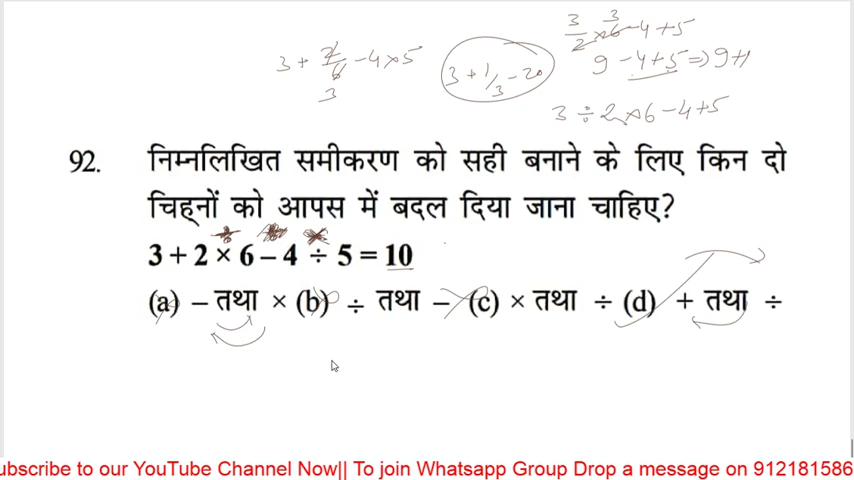 3 + 2/6 - 4 × 5
3 + 1/3 - 20
3/2 × 6 - 4 + 5
9 - 4 + 5 ⇒ 9 + 1
3 ÷ 2 × 6 - 4 + 5
92. निम्नलिखित समीकरण को सही बनाने के लिए किन दो
चिह्नों को आपस में बदल दिया जाना चाहिए?
3 + 2 × 6 – 4 ÷ 5 = 10
(a) – तथा × (b) ÷ तथा – (c) × तथा ÷ (d) + तथा ÷
ubscribe to our YouTube Channel Now|| To join Whatsapp Group Drop a message on 912181586